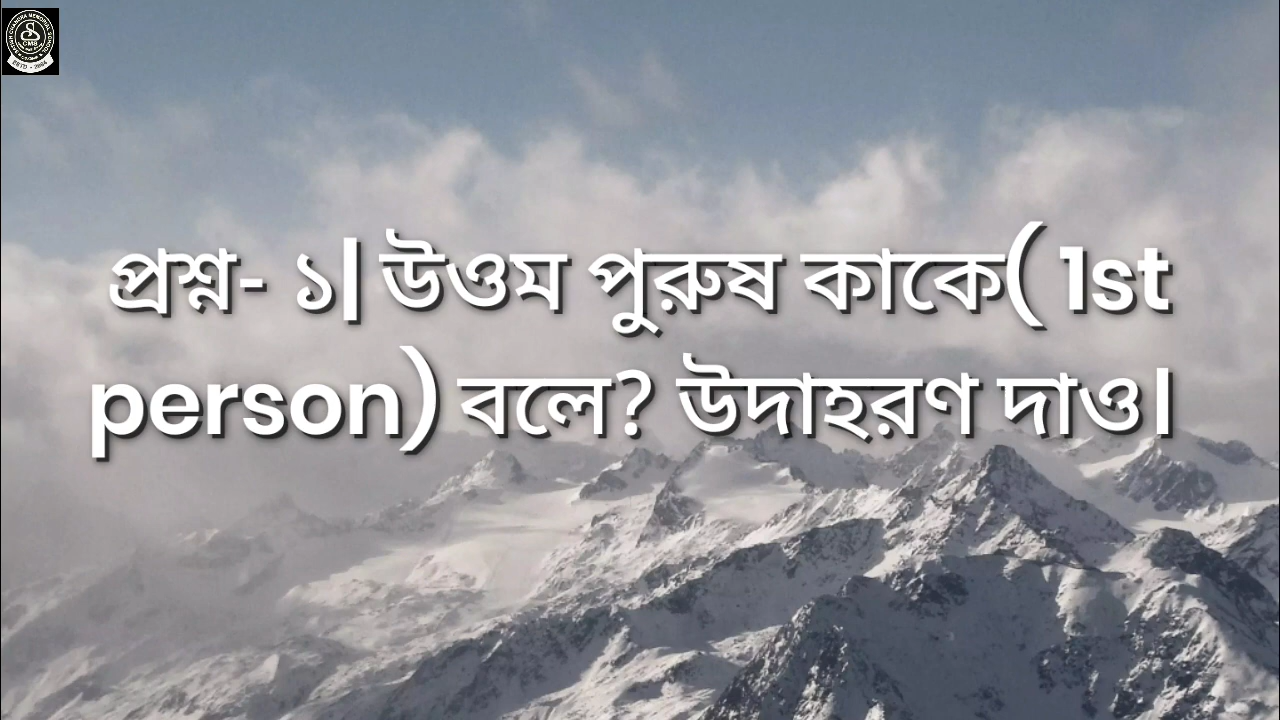 প্রশ্ন- ১| উওম পুরুষ কাকে( 1st
person) বলে? উদাহরণ দাও।